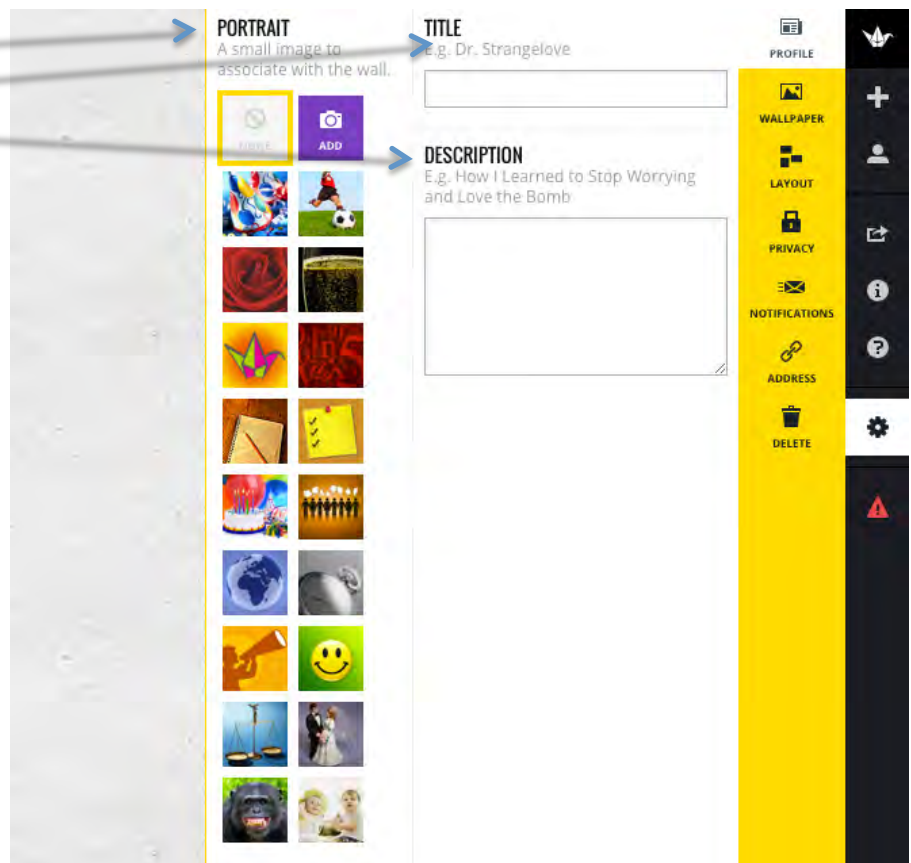 PORTRAIT
A small image to
associate with the wall.
NONE
ADD
TITLE
E.g. Dr. Strangelove
DESCRIPTION
E.g. How I Learned to Stop Worrying
and Love the Bomb
PROFILE
WALLPAPER
LAYOUT
PRIVACY
NOTIFICATIONS
ADDRESS
DELETE